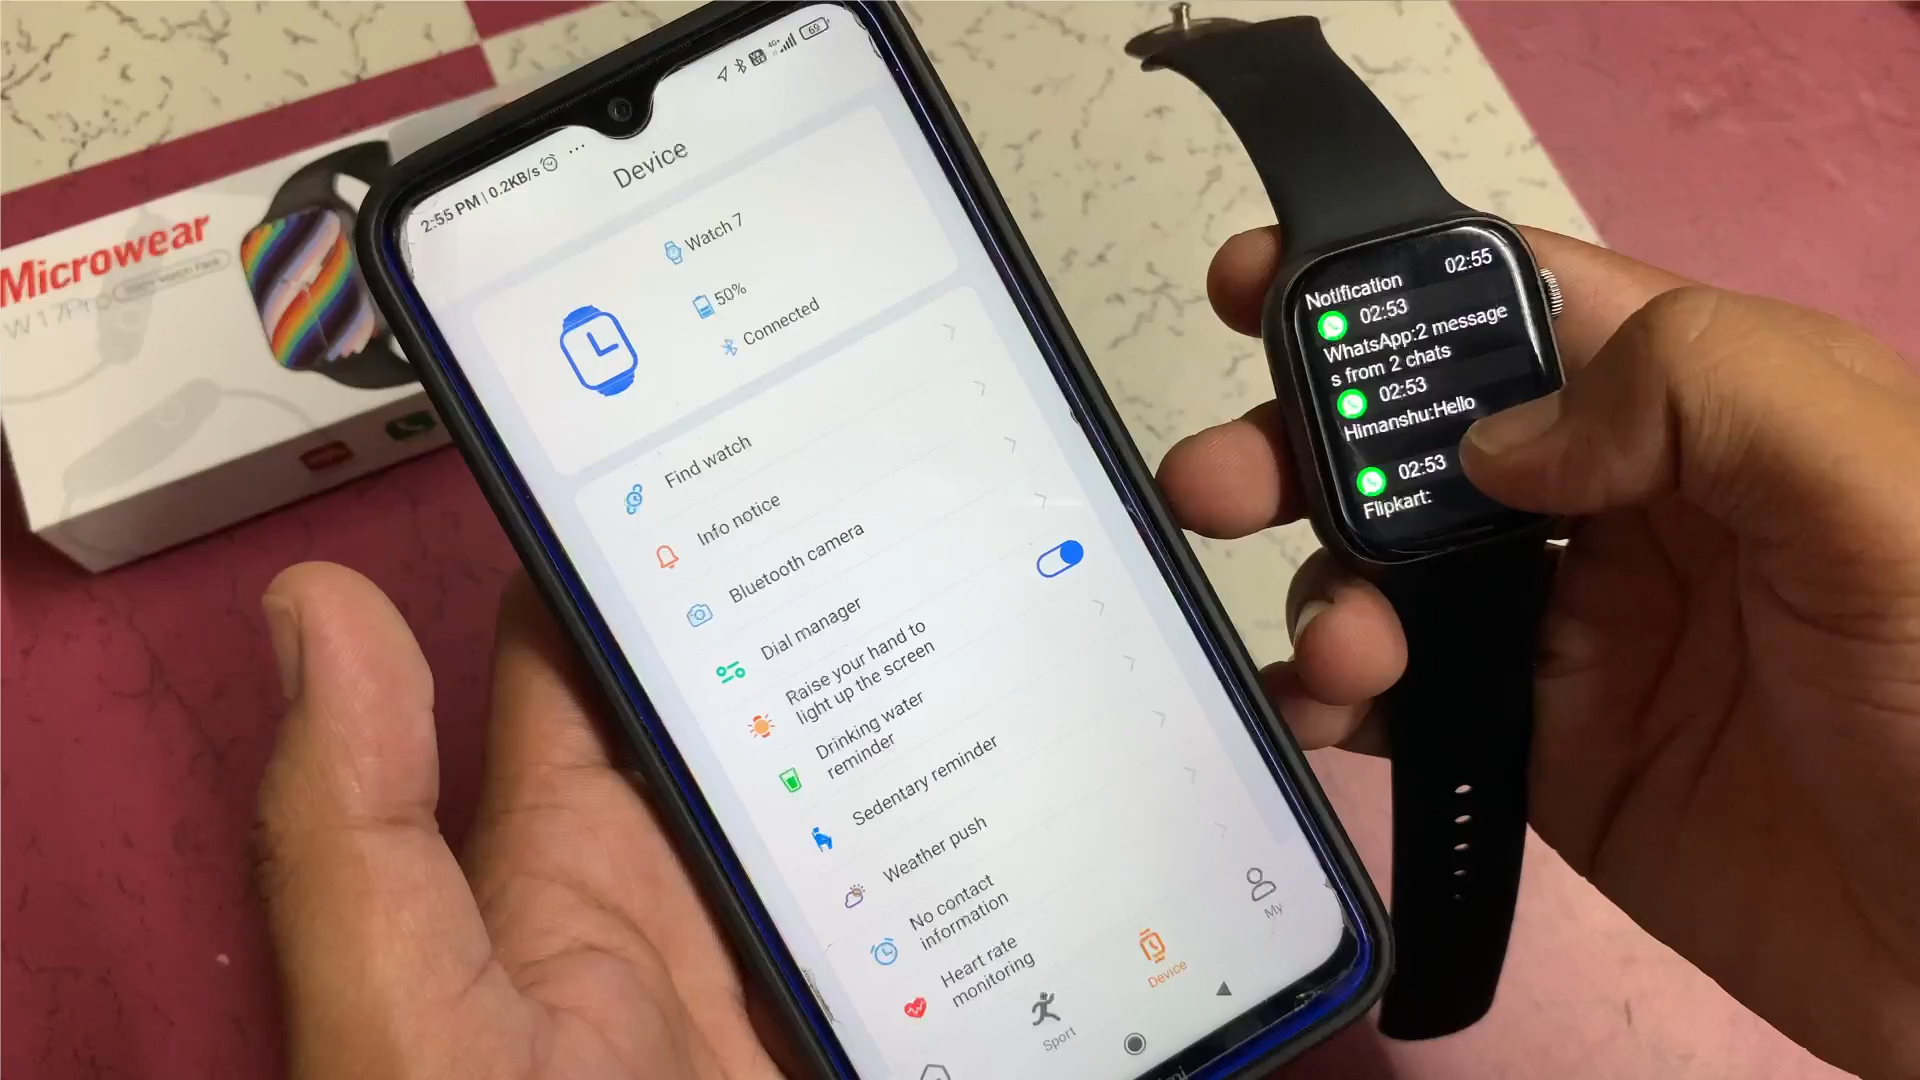 Microwear
W17Pro
2:55 PM | 0.2KB/s
4G+
69
Device
Watch 7
50%
Connected
Find watch
Info notice
Bluetooth camera
Dial manager
Raise your hand to
light up the screen
Drinking water
reminder
Sedentary reminder
Weather push
No contact
information
Heart rate
monitoring
Sport
Device
My
Notification
02:55
02:53
WhatsApp:2 message
s from 2 chats
02:53
Himanshu:Hello
02:53
Flipkart: